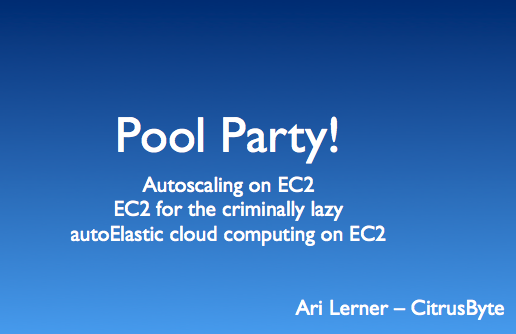 Pool Party!
Autoscaling on EC2
EC2 for the criminally lazy
autoElastic cloud computing on EC2
Ari Lerner – CitrusByte